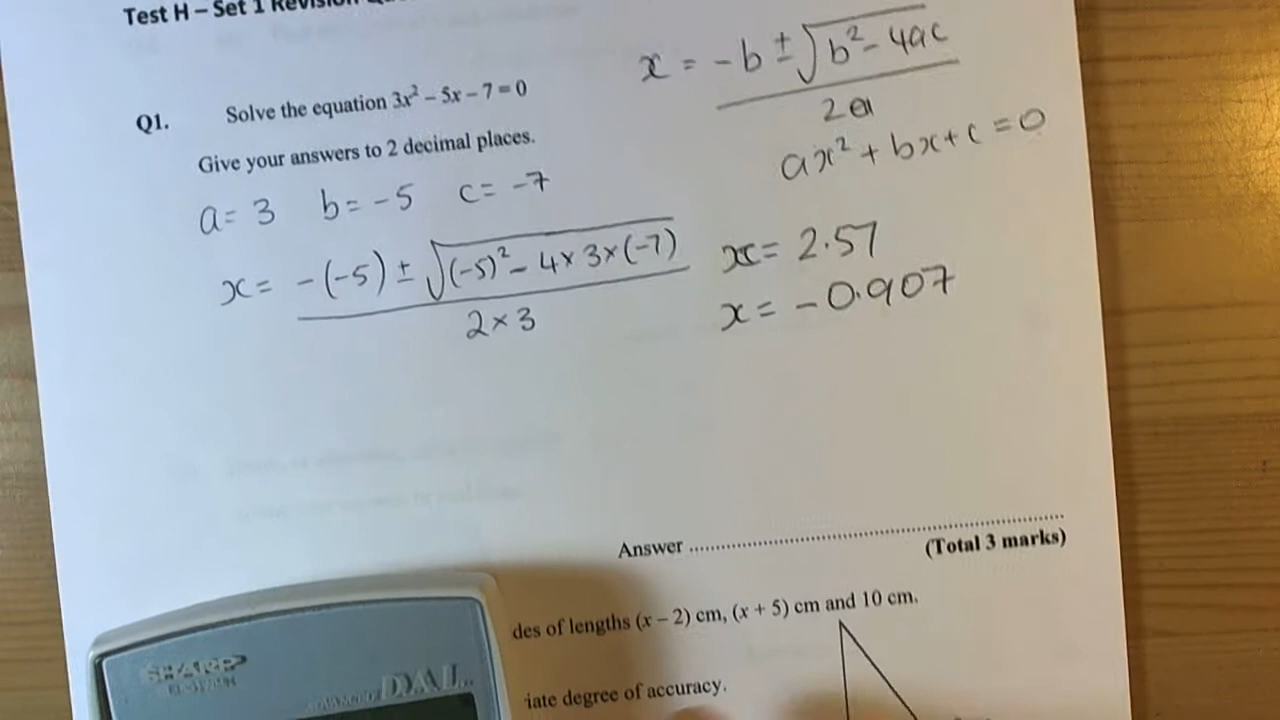 Test H – Set 1 Revision
x = -b ± √b² - 4ac
2a
Q1. Solve the equation 3x² – 5x – 7 = 0
ax² + bx + c = 0
Give your answers to 2 decimal places.
a = 3 b = -5 c = -7
x = -(-5) ± √(-5)² - 4 × 3 × (-7)
2 × 3
x = 2.57
x = -0.907
Answer ..........
(Total 3 marks)
des of lengths (x – 2) cm, (x + 5) cm and 10 cm.
SHARP
ADVANCED D.A.L.
iate degree of accuracy.